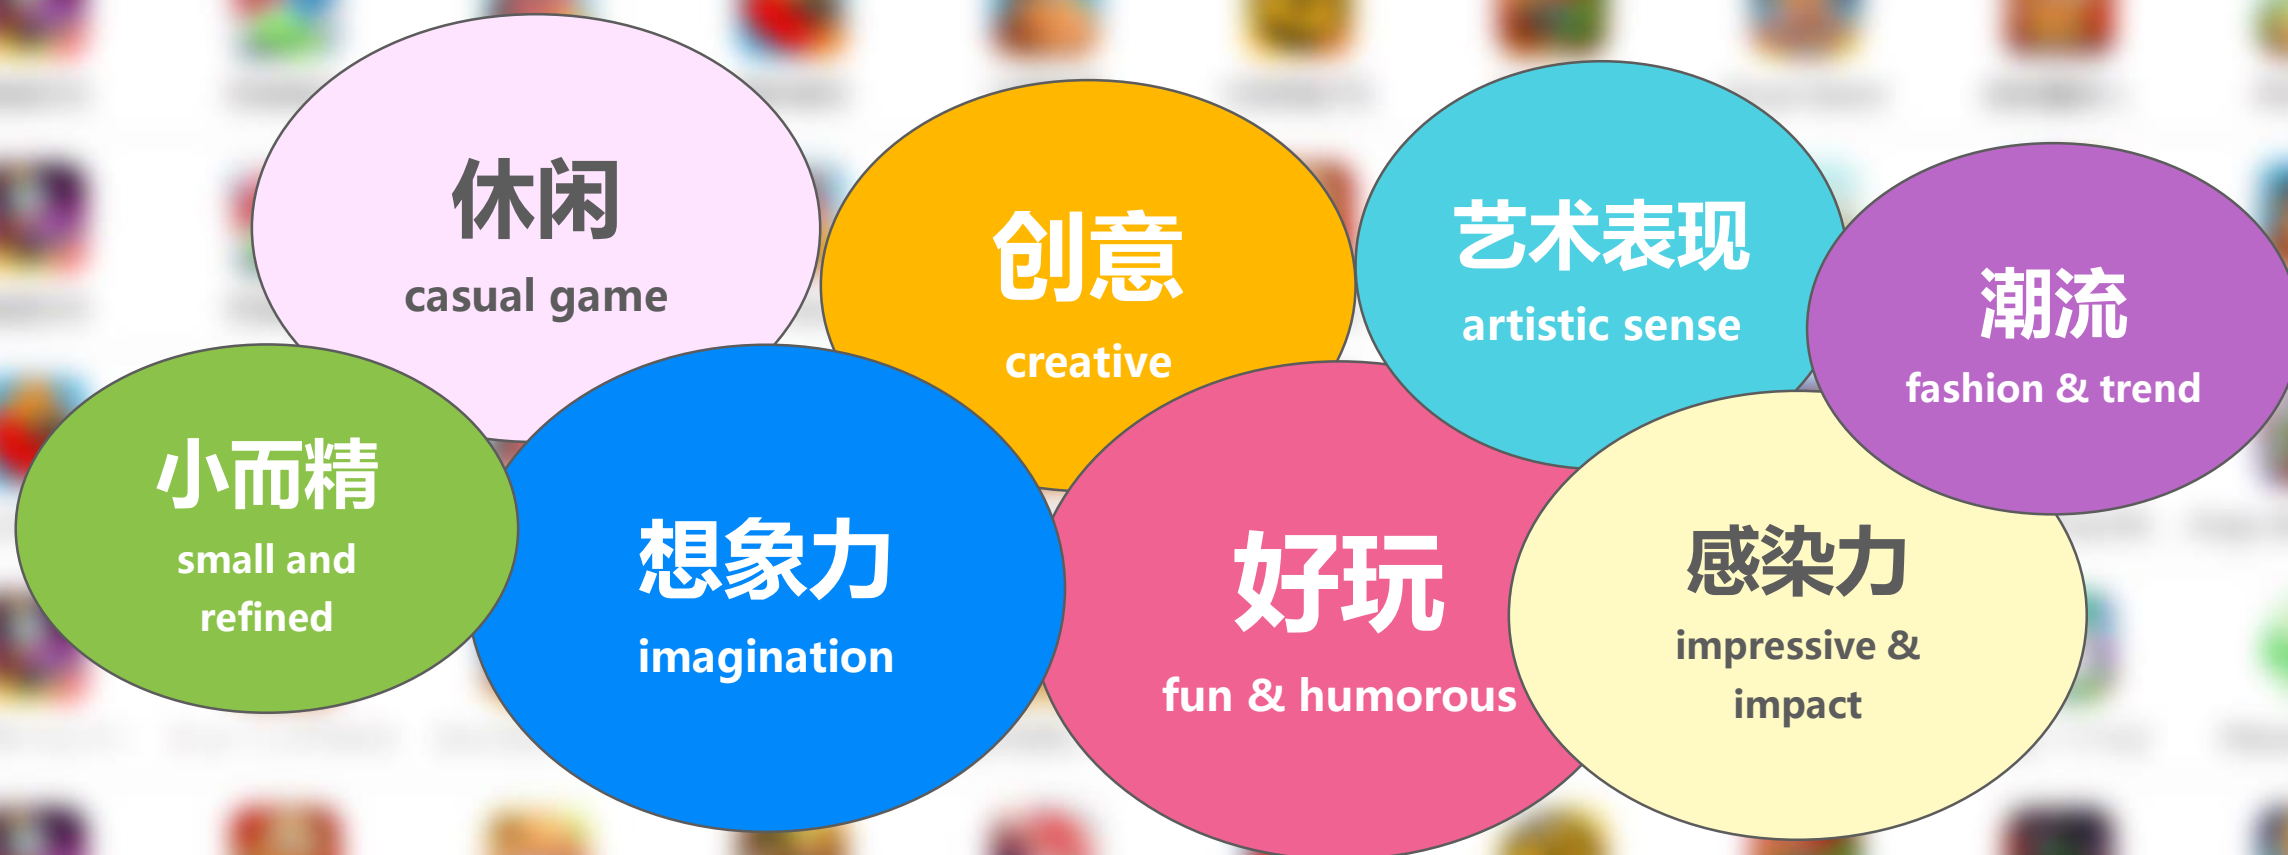 休闲
casual game
创意
creative
艺术表现
artistic sense
潮流
fashion & trend
小而精
small and
refined
想象力
imagination
好玩
fun & humorous
感染力
impressive &
impact